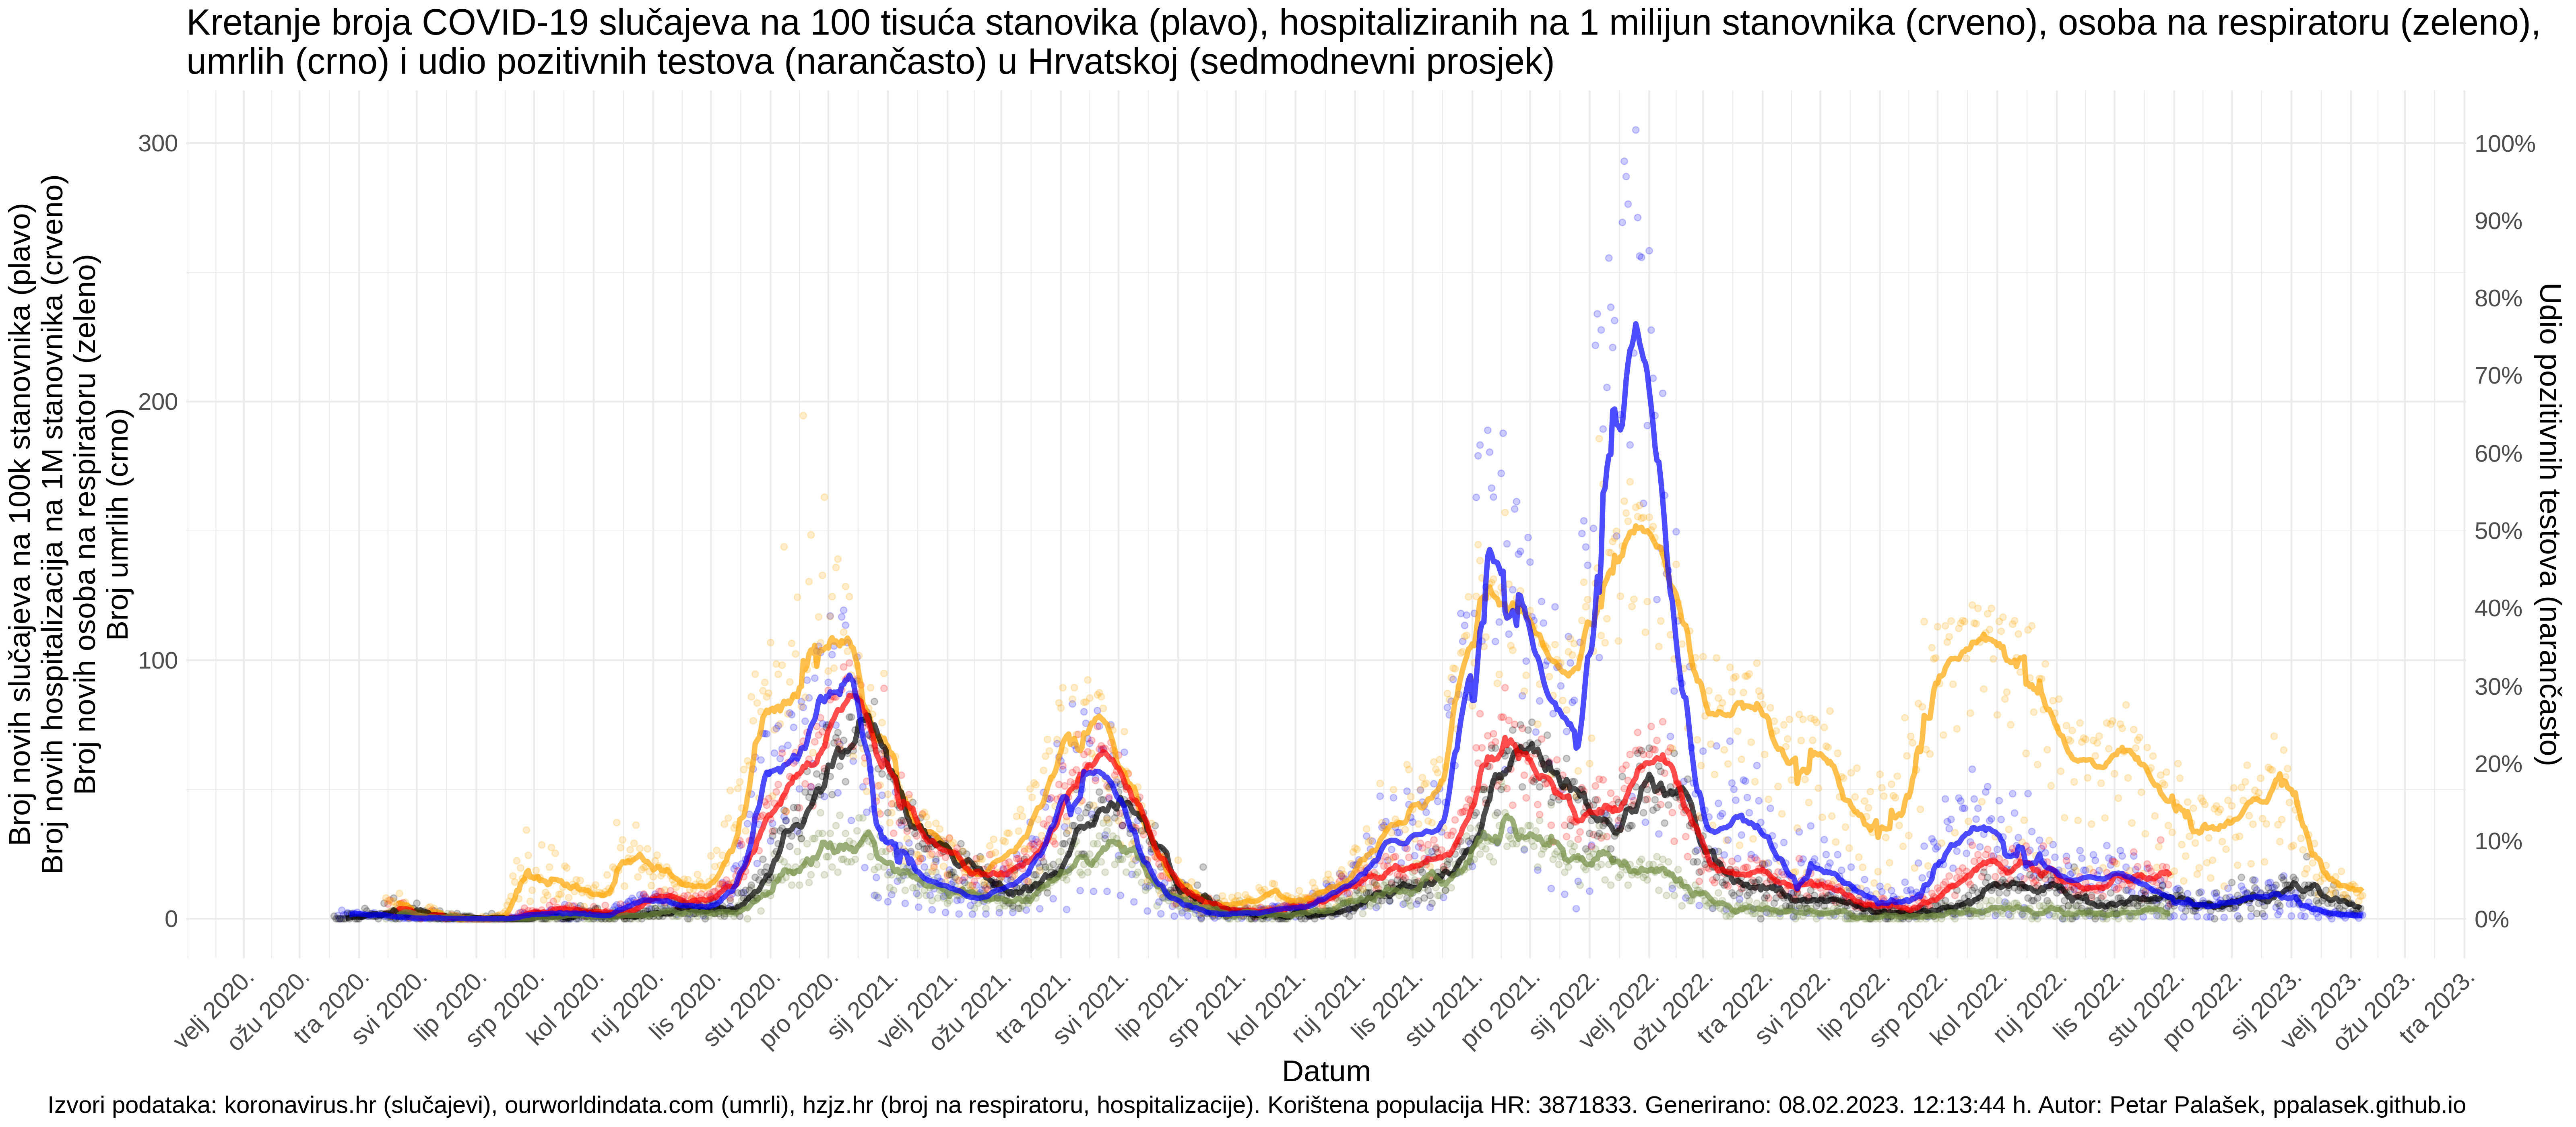 Kretanje broja COVID-19 slučajeva na 100 tisuća stanovika (plavo), hospitaliziranih na 1 milijun stanovnika (crveno), osoba na respiratoru (zeleno),
umrlih (crno) i udio pozitivnih testova (narančasto) u Hrvatskoj (sedmodnevni prosjek)
Broj novih slučajeva na 100k stanovnika (plavo)
Broj novih hospitalizacija na 1M stanovnika (crveno)
Broj novih osoba na respiratoru (zeleno)
Broj umrlih (crno)
300
200
100
0
100%
90%
80%
70%
60%
50%
40%
30%
20%
10%
0%
Udio pozitivnih testova (narančasto)
velj 2020.
ožu 2020.
tra 2020.
svi 2020.
lip 2020.
srp 2020.
kol 2020.
ruj 2020.
lis 2020.
stu 2020.
pro 2020.
sij 2021.
velj 2021.
ožu 2021.
tra 2021.
svi 2021.
lip 2021.
srp 2021.
kol 2021.
ruj 2021.
lis 2021.
stu 2021.
pro 2021.
sij 2022.
velj 2022.
ožu 2022.
tra 2022.
svi 2022.
lip 2022.
srp 2022.
kol 2022.
ruj 2022.
lis 2022.
stu 2022.
pro 2022.
sij 2023.
velj 2023.
ožu 2023.
tra 2023.
Datum
Izvori podataka: koronavirus.hr (slučajevi), ourworldindata.com (umrli), hzjz.hr (broj na respiratoru, hospitalizacije). Korištena populacija HR: 3871833. Generirano: 08.02.2023. 12:13:44 h. Autor: Petar Palašek, ppalasek.github.io